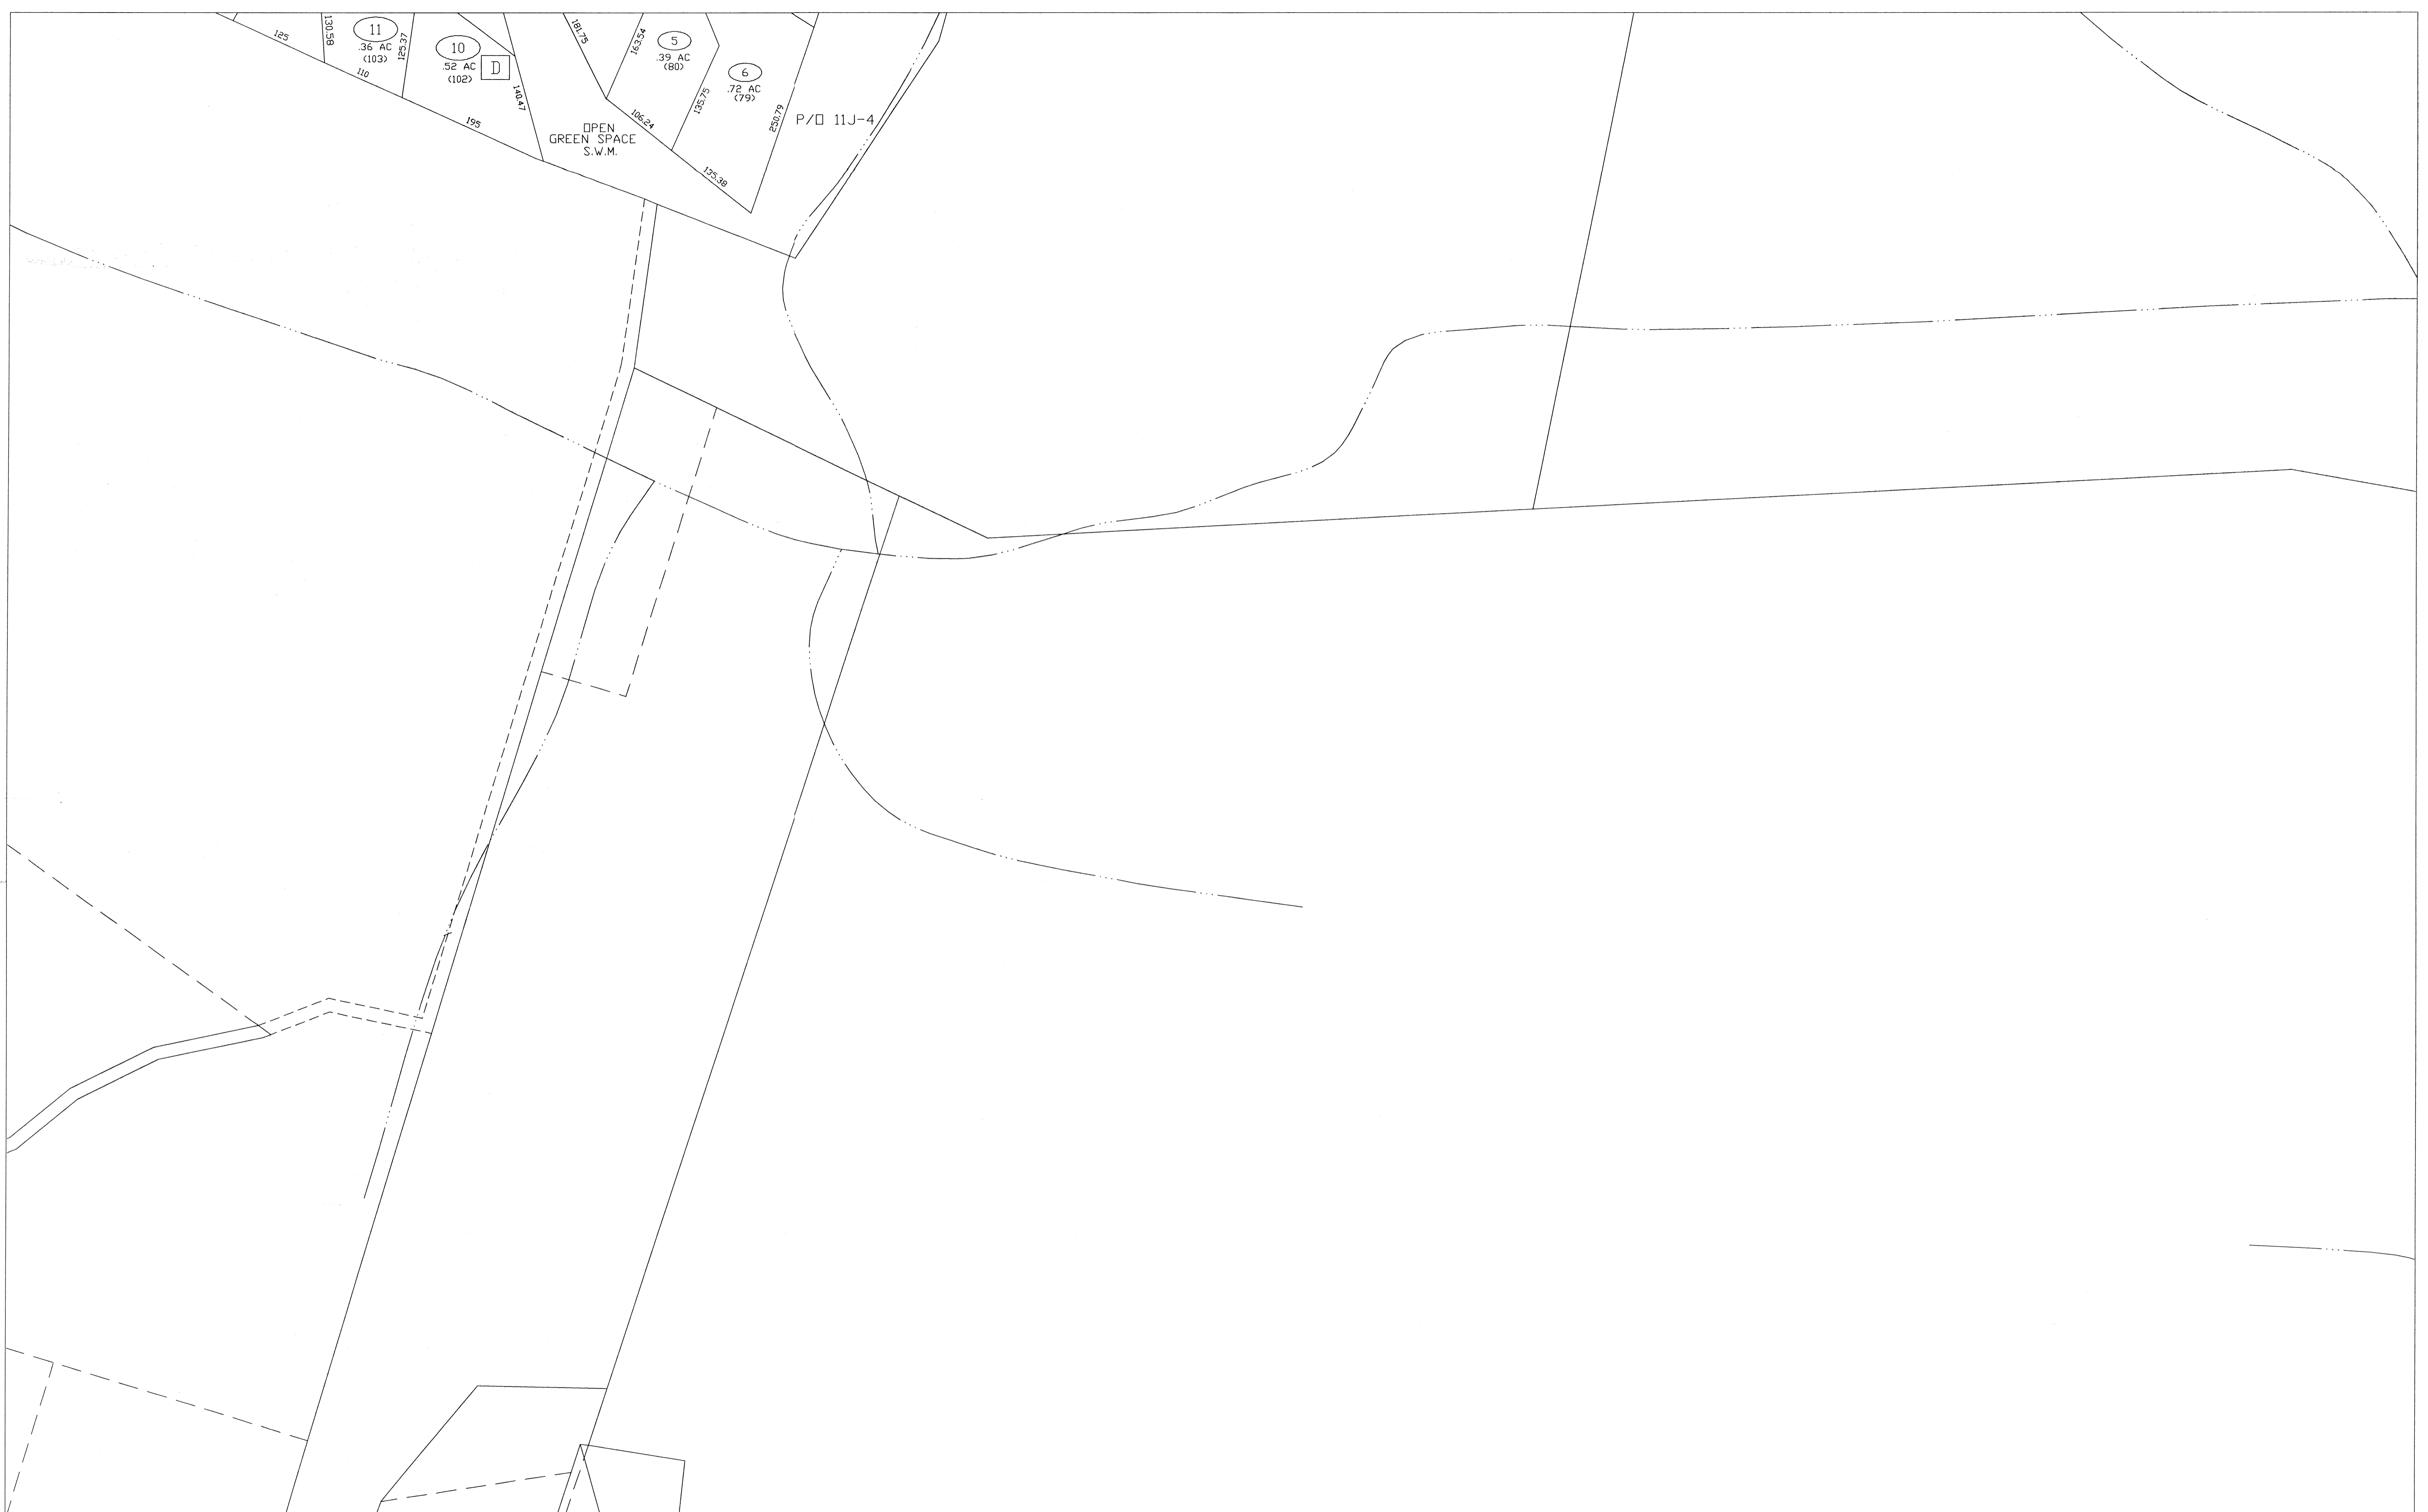 125
130.58
11
.36 AC
(103)
110
125.37
10
.52 AC
(102)
D
195
140.47
OPEN
GREEN SPACE
S.W.M.
181.75
163.54
5
.39 AC
(80)
106.24
135.75
6
.72 AC
(79)
135.38
250.79
P/O 11J-4